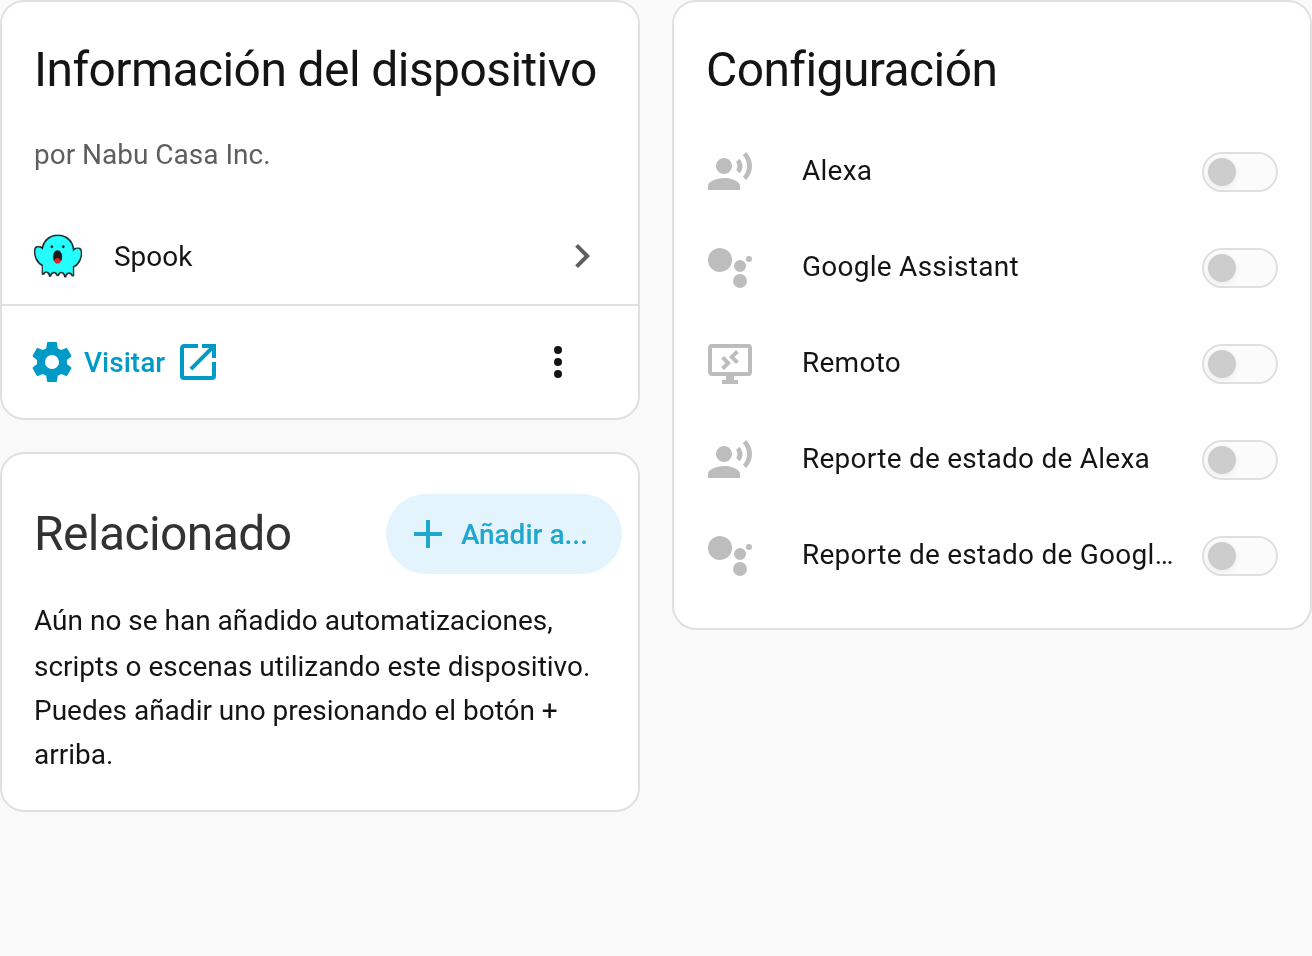 Información del dispositivo
por Nabu Casa Inc.
Spook
Visitar
Relacionado
Añadir a...
Aún no se han añadido automatizaciones,
scripts o escenas utilizando este dispositivo.
Puedes añadir uno presionando el botón +
arriba.
Configuración
Alexa
Google Assistant
Remoto
Reporte de estado de Alexa
Reporte de estado de Googl...